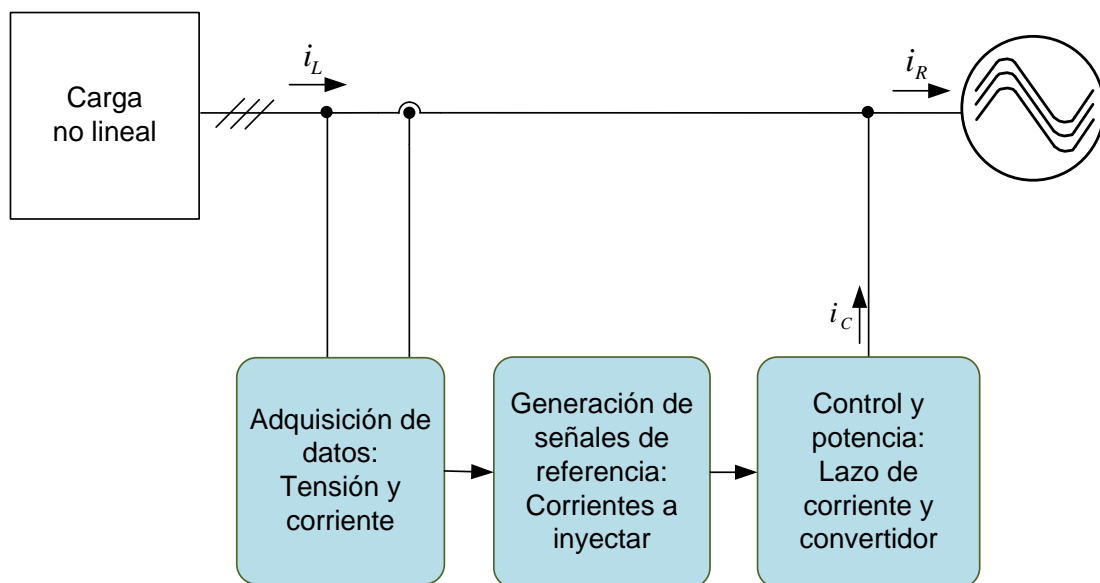 Carga
no lineal
i_L
i_R
i_C
Adquisición de
datos:
Tensión y
corriente
Generación de
señales de
referencia:
Corrientes a
inyectar
Control y
potencia:
Lazo de
corriente y
convertidor